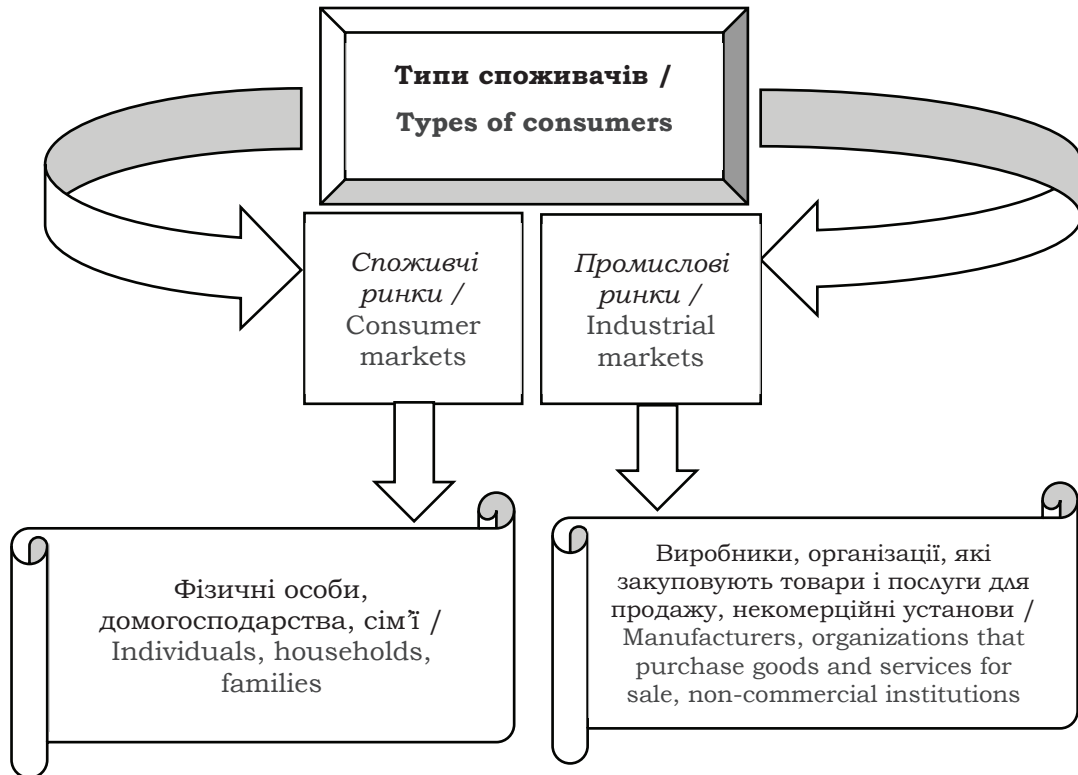 Типи споживачів /
Types of consumers
Споживчі
ринки /
Consumer
markets
Промислові
ринки /
Industrial
markets
Фізичні особи,
домогосподарства, сім’ї /
Individuals, households,
families
Виробники, організації, які
закуповують товари і послуги для
продажу, некомерційні установи /
Manufacturers, organizations that
purchase goods and services for
sale, non-commercial institutions